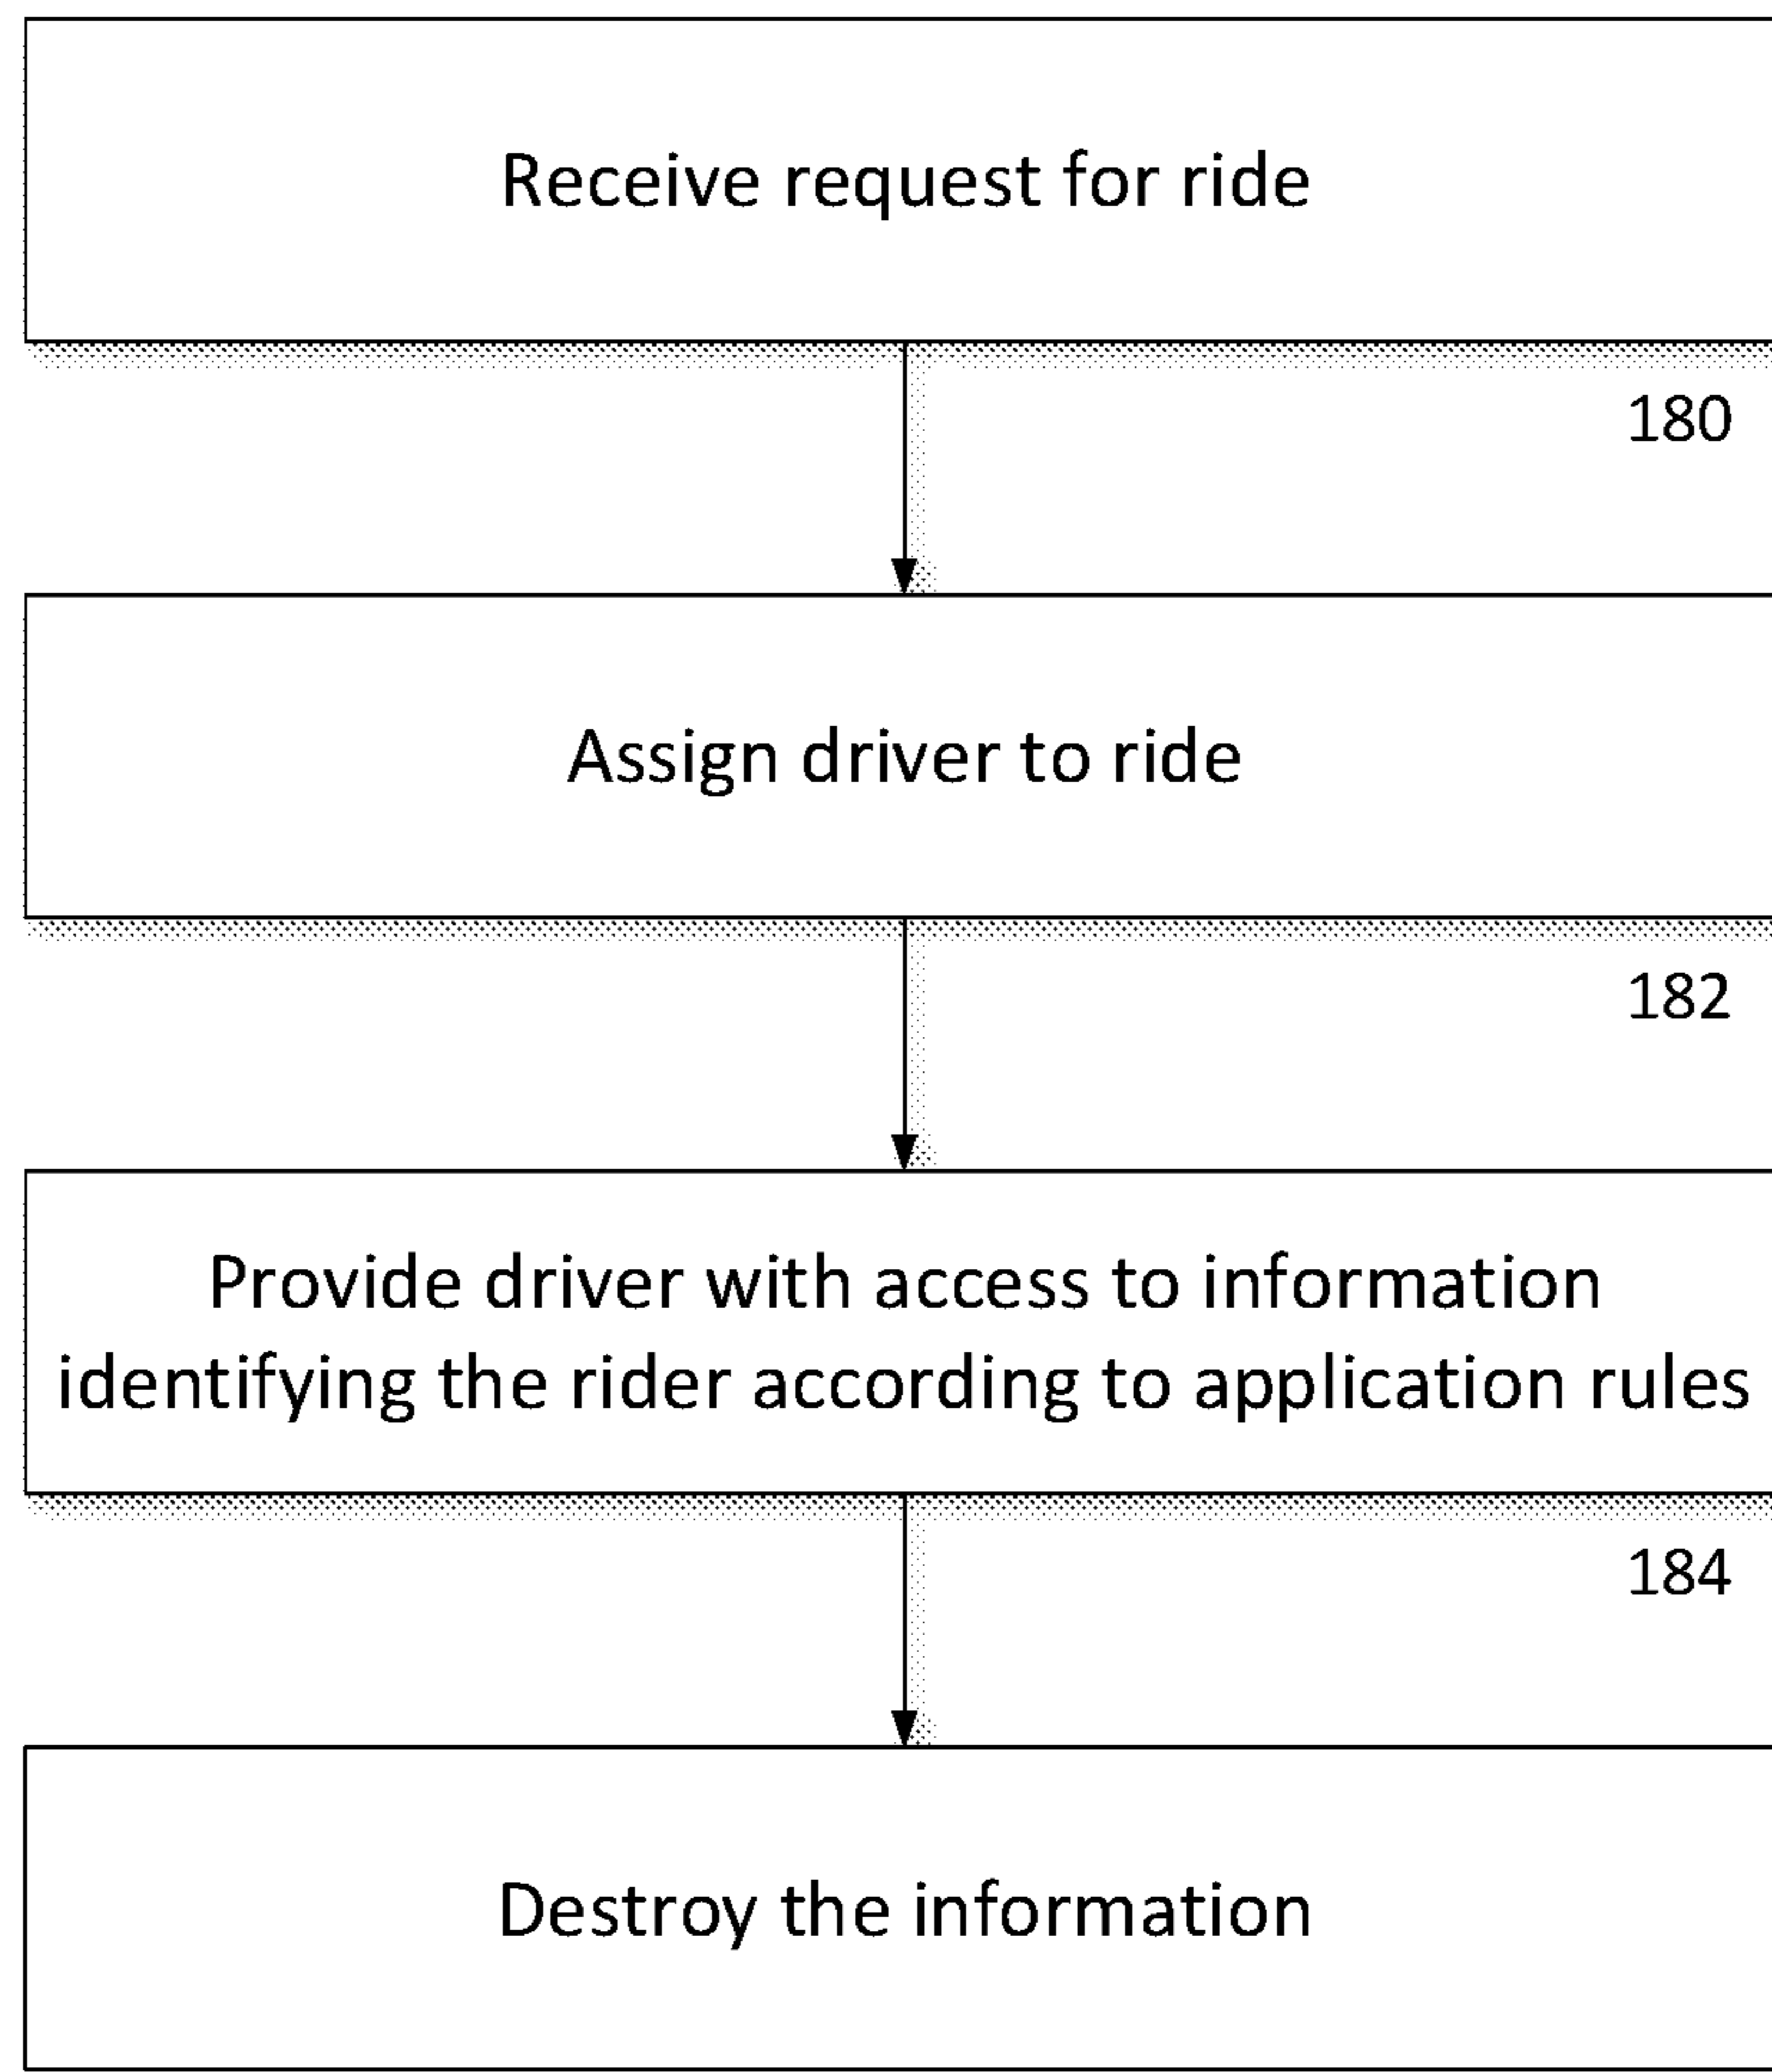 Receive request for ride
180
Assign driver to ride
182
Provide driver with access to information
identifying the rider according to application rules
184
Destroy the information